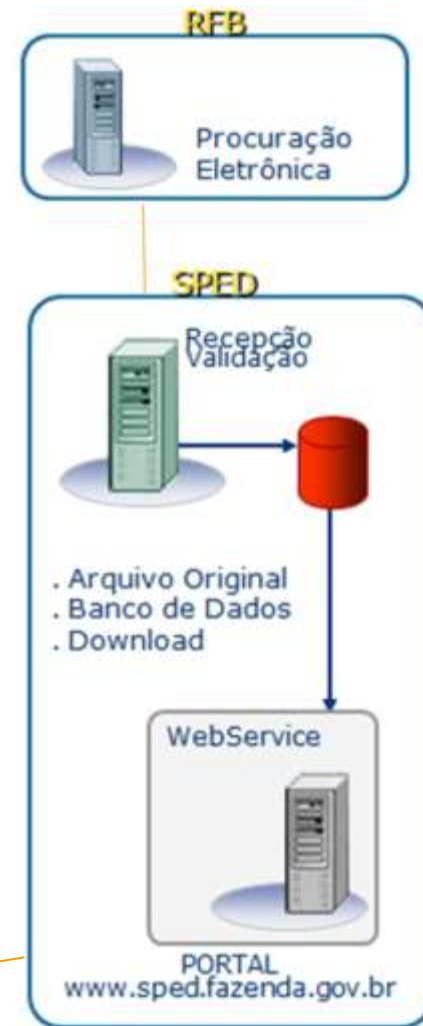 RFB
Procuração
Eletrônica
SPED
Recepção
Validação
. Arquivo Original
. Banco de Dados
. Download
WebService
PORTAL
www.sped.fazenda.gov.br